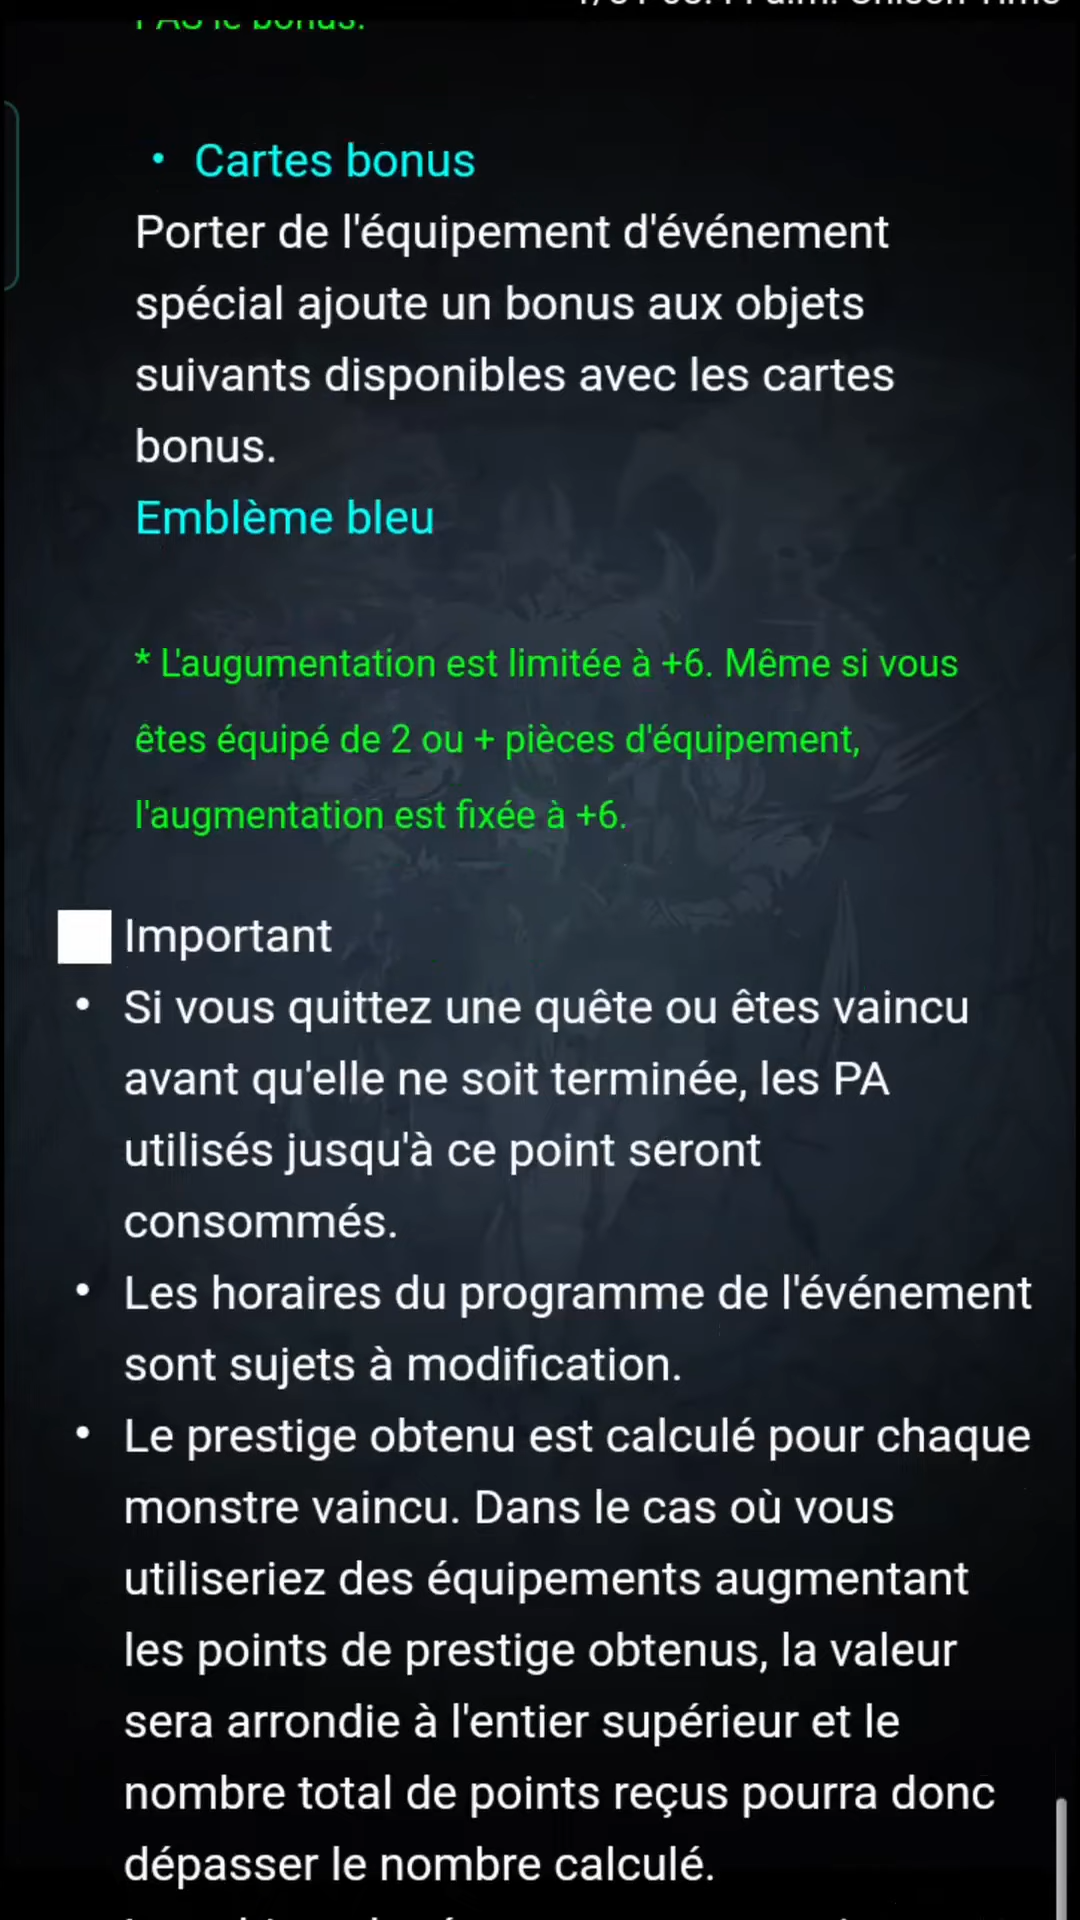 PAS le bonus.
• Cartes bonus
Porter de l'équipement d'événement
spécial ajoute un bonus aux objets
suivants disponibles avec les cartes
bonus.
Emblème bleu
* L'augumentation est limitée à +6. Même si vous
êtes équipé de 2 ou + pièces d'équipement,
l'augmentation est fixée à +6.
Important
• Si vous quittez une quête ou êtes vaincu
avant qu'elle ne soit terminée, les PA
utilisés jusqu'à ce point seront
consommés.
• Les horaires du programme de l'événement
sont sujets à modification.
• Le prestige obtenu est calculé pour chaque
monstre vaincu. Dans le cas où vous
utiliseriez des équipements augmentant
les points de prestige obtenus, la valeur
sera arrondie à l'entier supérieur et le
nombre total de points reçus pourra donc
dépasser le nombre calculé.